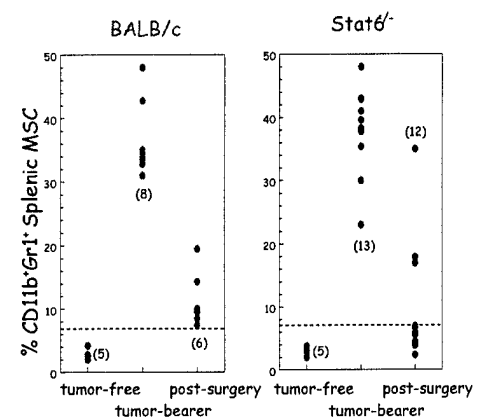 BALB/c
Stat6-/-
% CD11b+Gr1+ Splenic MSC
50
40
30
20
10
0
(8)
(5)
(6)
50
40
30
20
10
0
(12)
(13)
(5)
tumor-free
post-surgery
tumor-bearer
tumor-free
post-surgery
tumor-bearer